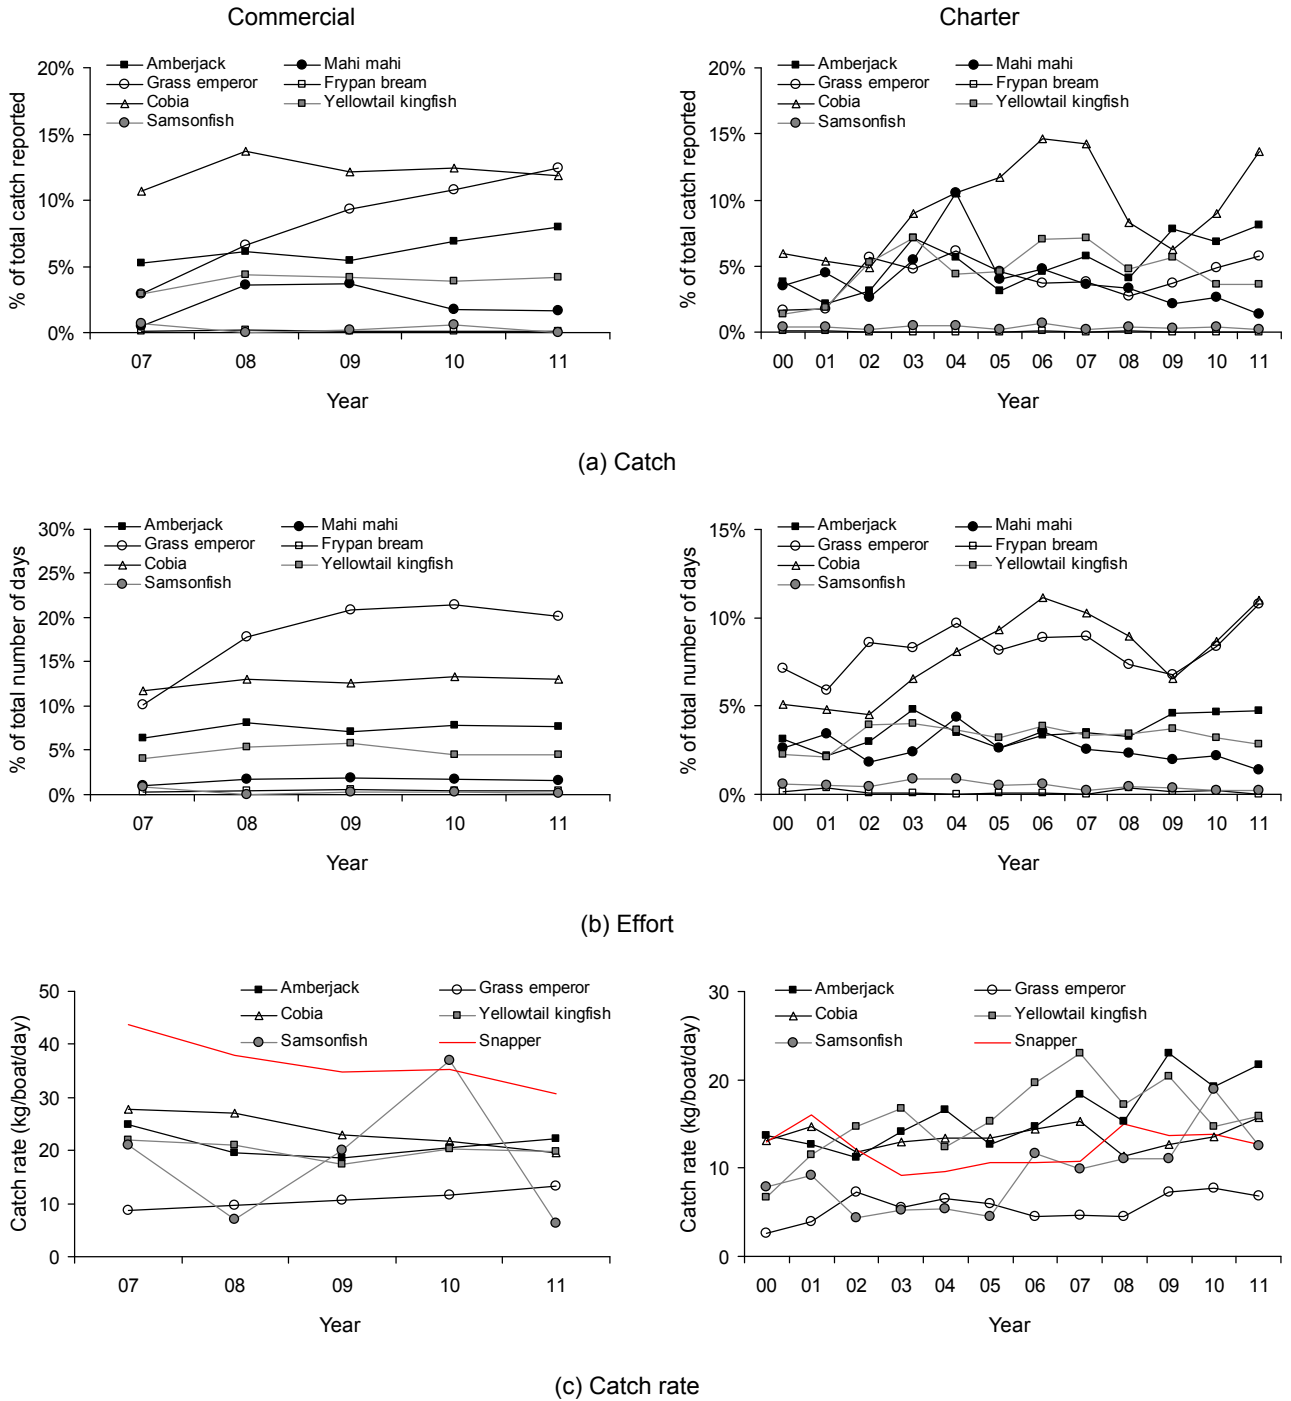 Commercial
Charter
Amberjack Mahi mahi
Grass emperor Frypan bream
Cobia Yellowtail kingfish
Samsonfish
20%
15%
10%
5%
0%
% of total catch reported
07 08 09 10 11
Year
Amberjack Mahi mahi
Grass emperor Frypan bream
Cobia Yellowtail kingfish
Samsonfish
20%
15%
10%
5%
0%
% of total catch reported
00 01 02 03 04 05 06 07 08 09 10 11
Year
(a) Catch
Amberjack Mahi mahi
Grass emperor Frypan bream
Cobia Yellowtail kingfish
Samsonfish
30%
25%
20%
15%
10%
5%
0%
% of total number of days
07 08 09 10 11
Year
Amberjack Mahi mahi
Grass emperor Frypan bream
Cobia Yellowtail kingfish
Samsonfish
15%
10%
5%
0%
% of total number of days
00 01 02 03 04 05 06 07 08 09 10 11
Year
(b) Effort
Amberjack Grass emperor
Cobia Yellowtail kingfish
Samsonfish Snapper
50
40
30
20
10
0
Catch rate (kg/boat/day)
07 08 09 10 11
Year
Amberjack Grass emperor
Cobia Yellowtail kingfish
Samsonfish Snapper
30
20
10
0
Catch rate (kg/boat/day)
00 01 02 03 04 05 06 07 08 09 10 11
Year
(c) Catch rate